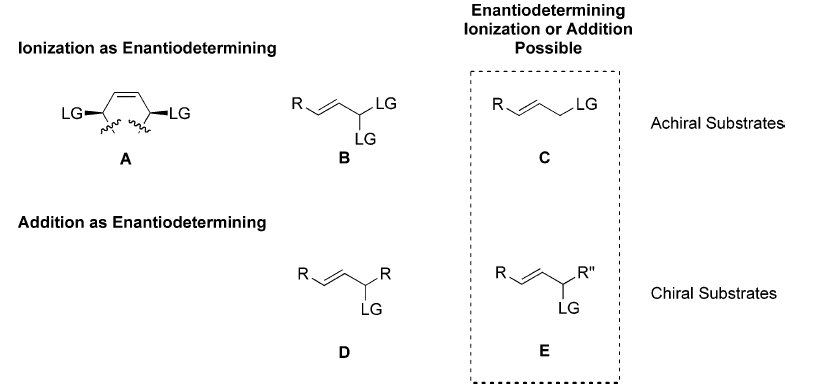 Enantiodetermining
Ionization or Addition
Possible
Ionization as Enantiodetermining
LG LG
A
R LG
LG
B
R LG
C
Achiral Substrates
Addition as Enantiodetermining
R R
LG
D
R R"
LG
E
Chiral Substrates